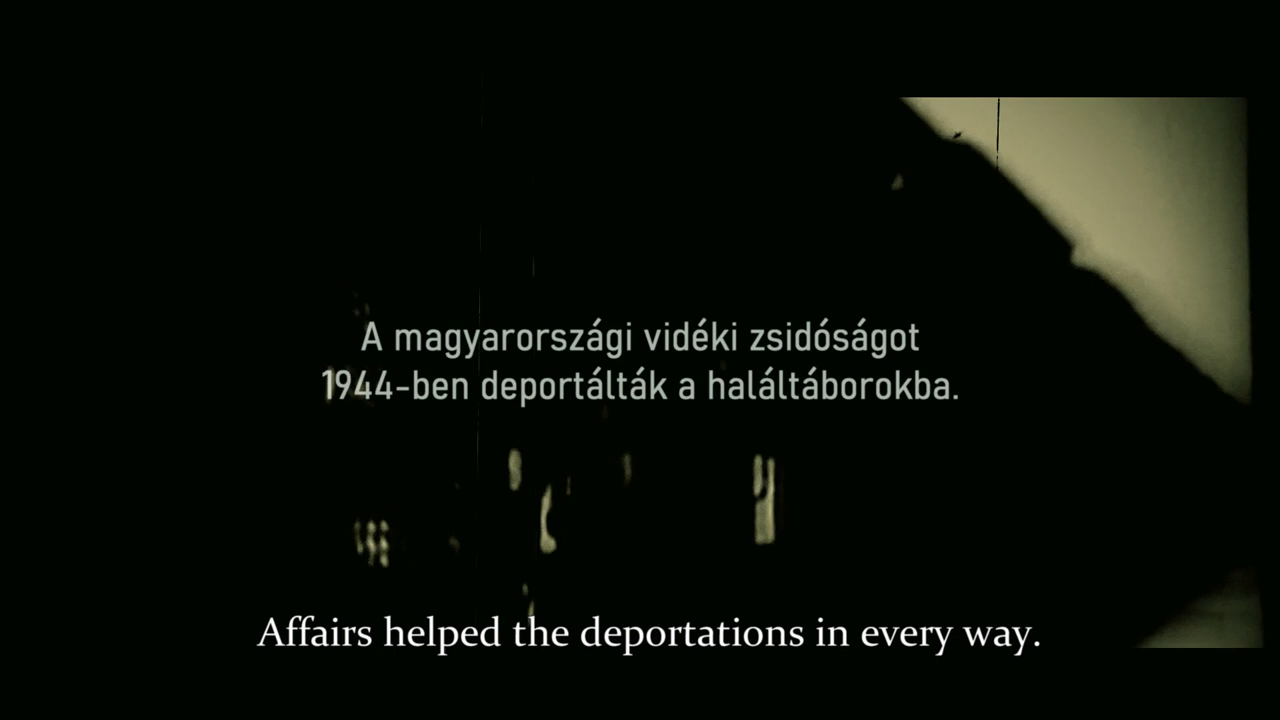 A magyarországi vidéki zsidóságot
1944-ben deportálták a haláltáborokba.
Affairs helped the deportations in every way.